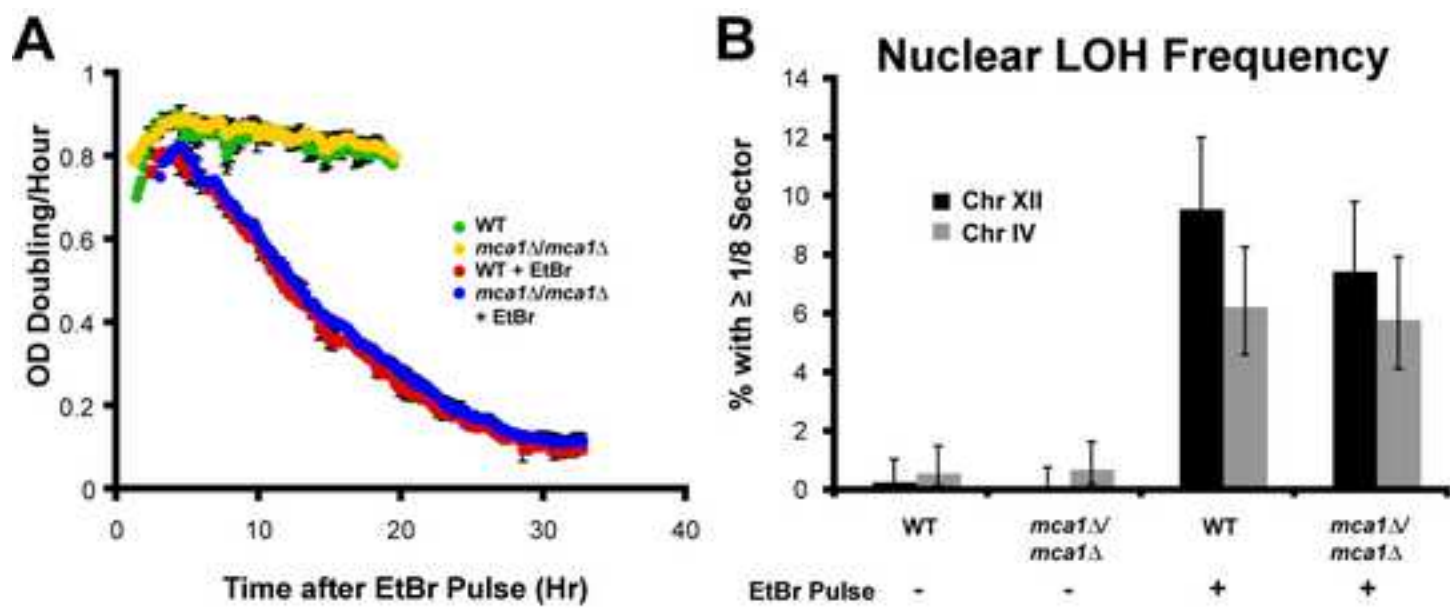 A
OD Doubling/Hour
1
0.8
0.6
0.4
0.2
0
0
10
20
30
40
Time after EtBr Pulse (Hr)
WT
mca1Δ/mca1Δ
WT + EtBr
mca1Δ/mca1Δ
+ EtBr
B
Nuclear LOH Frequency
% with ≥ 1/8 Sector
14
12
10
8
6
4
2
0
Chr XII
Chr IV
WT
mca1Δ/
mca1Δ
WT
mca1Δ/
mca1Δ
EtBr Pulse - - + +